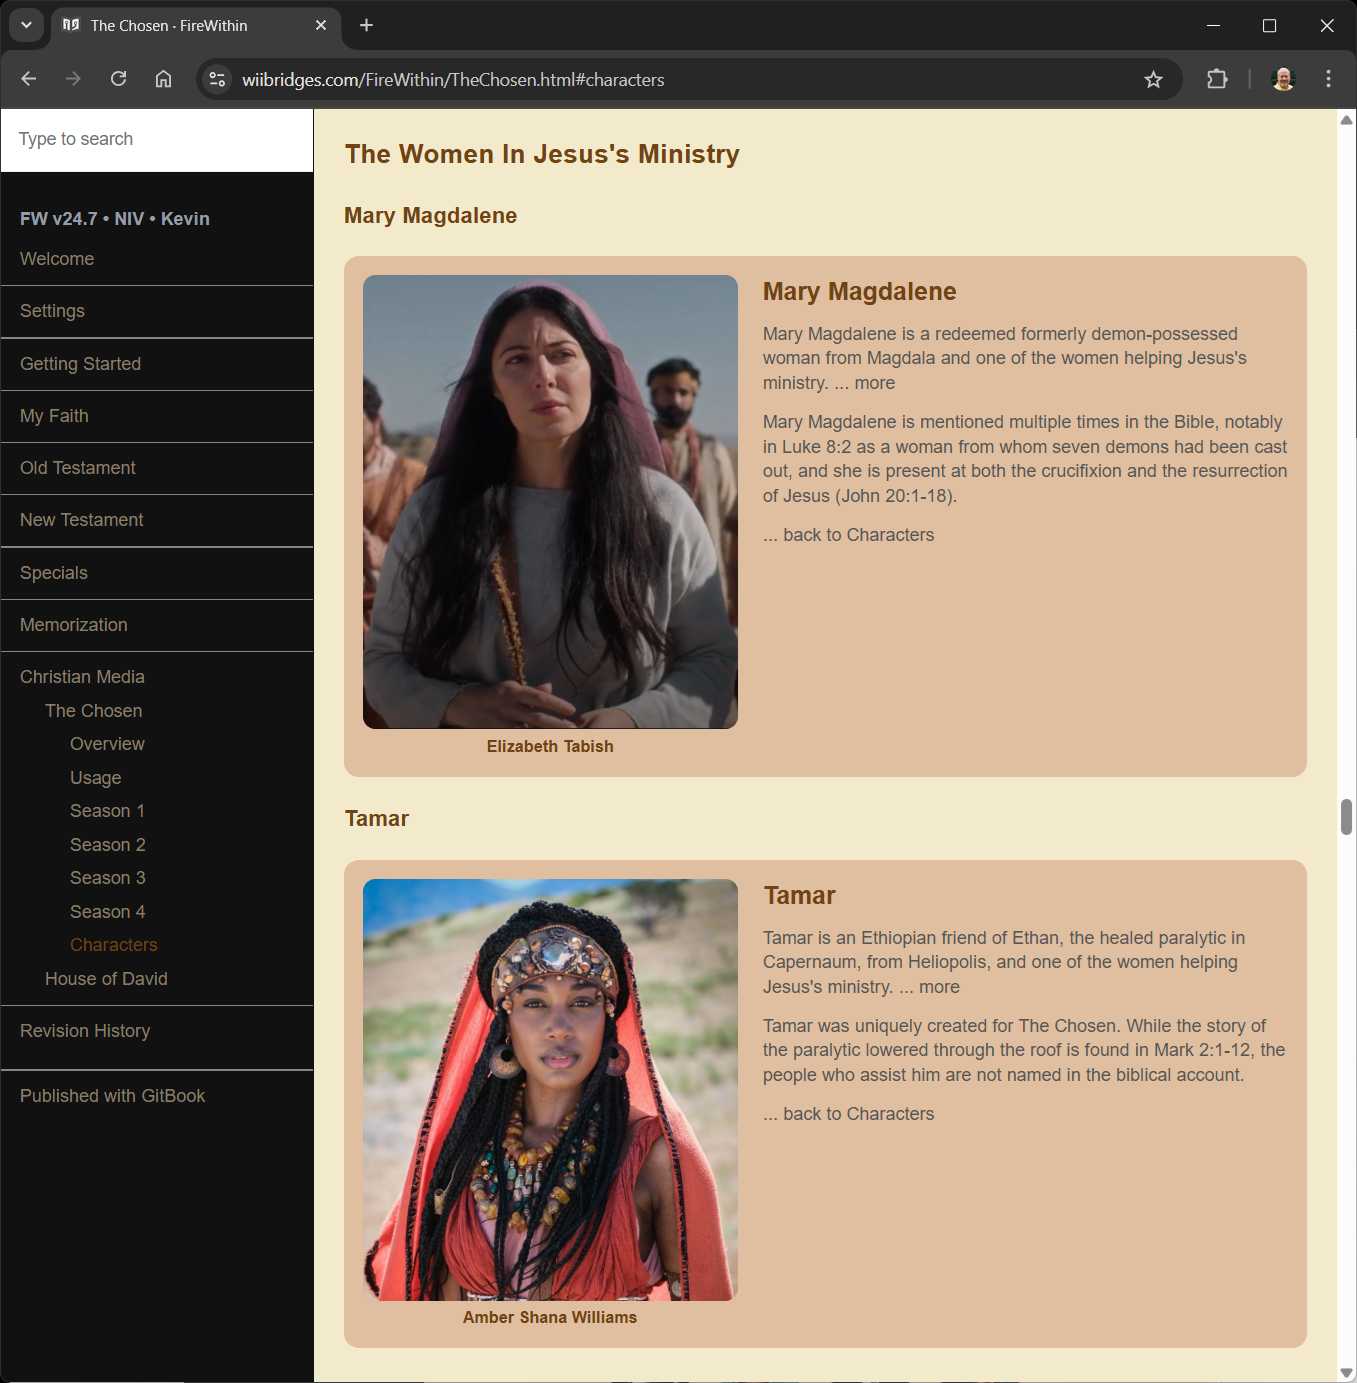 The Chosen · FireWithin
wiibridges.com/FireWithin/TheChosen.html#characters
Type to search
FW v24.7 • NIV • Kevin
Welcome
Settings
Getting Started
My Faith
Old Testament
New Testament
Specials
Memorization
Christian Media
The Chosen
Overview
Usage
Season 1
Season 2
Season 3
Season 4
Characters
House of David
Revision History
Published with GitBook
The Women In Jesus's Ministry
Mary Magdalene
Elizabeth Tabish
Mary Magdalene
Mary Magdalene is a redeemed formerly demon-possessed
woman from Magdala and one of the women helping Jesus's
ministry. ... more
Mary Magdalene is mentioned multiple times in the Bible, notably
in Luke 8:2 as a woman from whom seven demons had been cast
out, and she is present at both the crucifixion and the resurrection
of Jesus (John 20:1-18).
... back to Characters
Tamar
Amber Shana Williams
Tamar
Tamar is an Ethiopian friend of Ethan, the healed paralytic in
Capernaum, from Heliopolis, and one of the women helping
Jesus's ministry. ... more
Tamar was uniquely created for The Chosen. While the story of
the paralytic lowered through the roof is found in Mark 2:1-12, the
people who assist him are not named in the biblical account.
... back to Characters